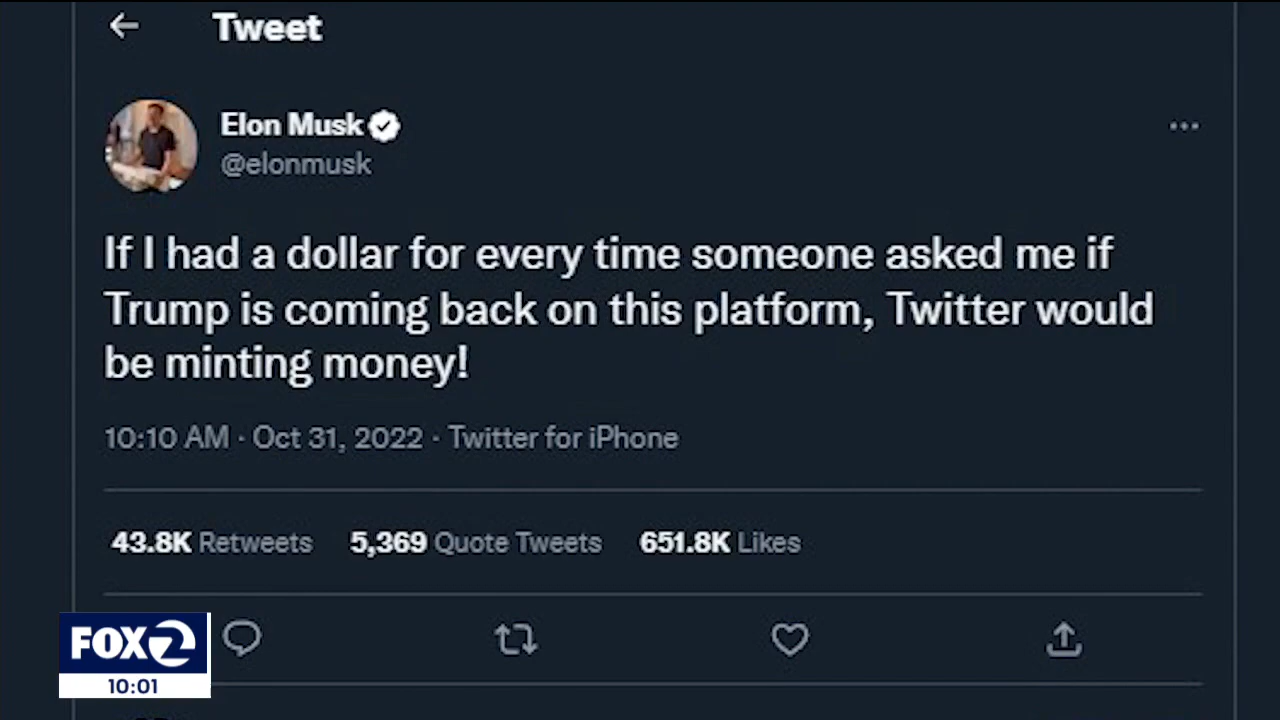 Tweet
Elon Musk
@elonmusk
If I had a dollar for every time someone asked me if
Trump is coming back on this platform, Twitter would
be minting money!
10:10 AM · Oct 31, 2022 · Twitter for iPhone
43.8K Retweets 5,369 Quote Tweets 651.8K Likes
FOX 2
10:01